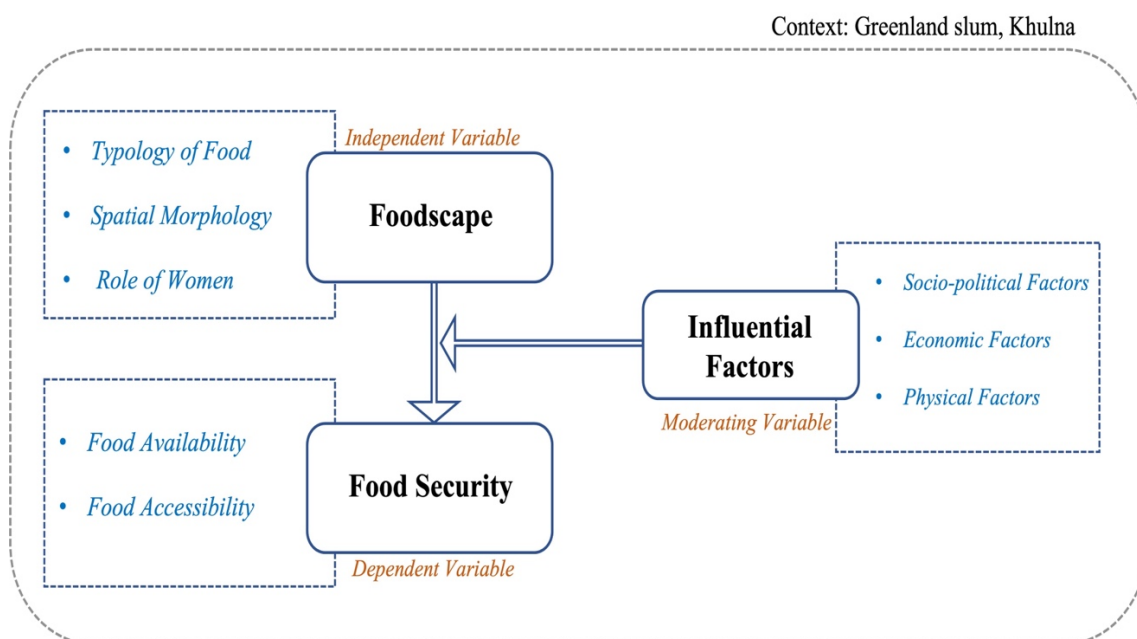 Context: Greenland slum, Khulna
Independent Variable
• Typology of Food
• Spatial Morphology
• Role of Women
Foodscape
Influential
Factors
Moderating Variable
• Socio-political Factors
• Economic Factors
• Physical Factors
• Food Availability
• Food Accessibility
Food Security
Dependent Variable